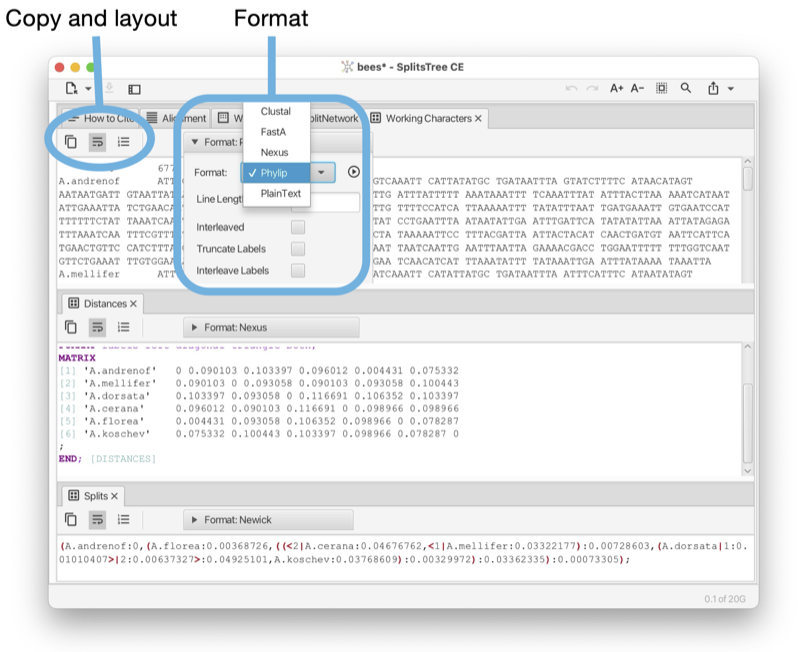 Copy and layout Format
bees* - SplitsTree CE
A+ A-
How to Cite Alignment W SplitsNetwork Working Characters ×
Format: P
Clustal
FastA
Nexus
Format: ✓ Phylip
PlainText
Line Length
Interleaved
Truncate Labels
Interleave Labels
677
A.andrenof ATT GTCAAATT CATTATATGC TGATAATTTA GTATCTTTTC ATAACATAGT
AATAATGATT GTAATTAT TTG ATTTATTTTT AAATAAATTT TCAAATTTAT ATTTACTTAA AAATCATAAT
ATTGAAATTA TCTGAACA TTG TTTTCCATCA TTAAAAATTT TATATTTAAT TGATGAAATT GTGAATCCAT
TTTTTTCTAT TAAATCAA TAT CCTGAATTTA ATAATATTGA ATTTGATTCA TATATATTAA AATTATAGAGA
TTTAAATCAA TTTCGTTT CTA TAAAAATTCC TTTACGATTA ATTACTACAT CAACTGATGT AATTCATTCA
TGAACTGTTC CATCTTTA AAT TAATCAATTG AATTTAATTA GAAAACGACC TGGAATTTTT TTTGGTCAAT
GTTCTGAAAT TTGTGGAA GAA TCAACATCAT TTAAATATTT TATAAATTGA ATTTATAAAA TAAATTA
A.mellifer ATT ATCAAATT CATATTATGC TGATAATTTA ATTTCATTTC ATAATATAGT
Distances ×
Format: Nexus
MATRIX
[1] 'A.andrenof' 0 0.090103 0.103397 0.096012 0.004431 0.075332
[2] 'A.mellifer' 0.090103 0 0.093058 0.090103 0.093058 0.100443
[3] 'A.dorsata' 0.103397 0.093058 0 0.116691 0.106352 0.103397
[4] 'A.cerana' 0.096012 0.090103 0.116691 0 0.098966 0.098966
[5] 'A.florea' 0.004431 0.093058 0.106352 0.098966 0 0.078287
[6] 'A.koschev' 0.075332 0.100443 0.103397 0.098966 0.078287 0
;
END; [DISTANCES]
Splits ×
Format: Newick
(A.andrenof:0,(A.florea:0.00368726,((<2|A.cerana:0.04676762,<1|A.mellifer:0.03322177):0.00728603,(A.dorsata|1:0.
01010407>|2:0.00637327>:0.04925101,A.koschev:0.03768609):0.00329972):0.03362335):0.00073305);
0.1 of 20G